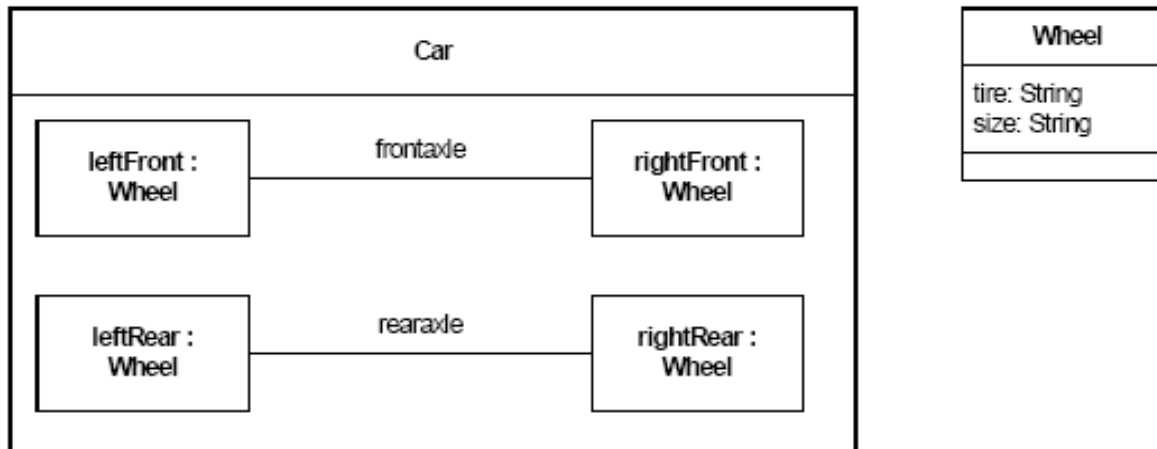 Car
Wheel
tire: String
size: String
leftFront :
Wheel
frontaxle
rightFront :
Wheel
leftRear :
Wheel
rearaxle
rightRear :
Wheel